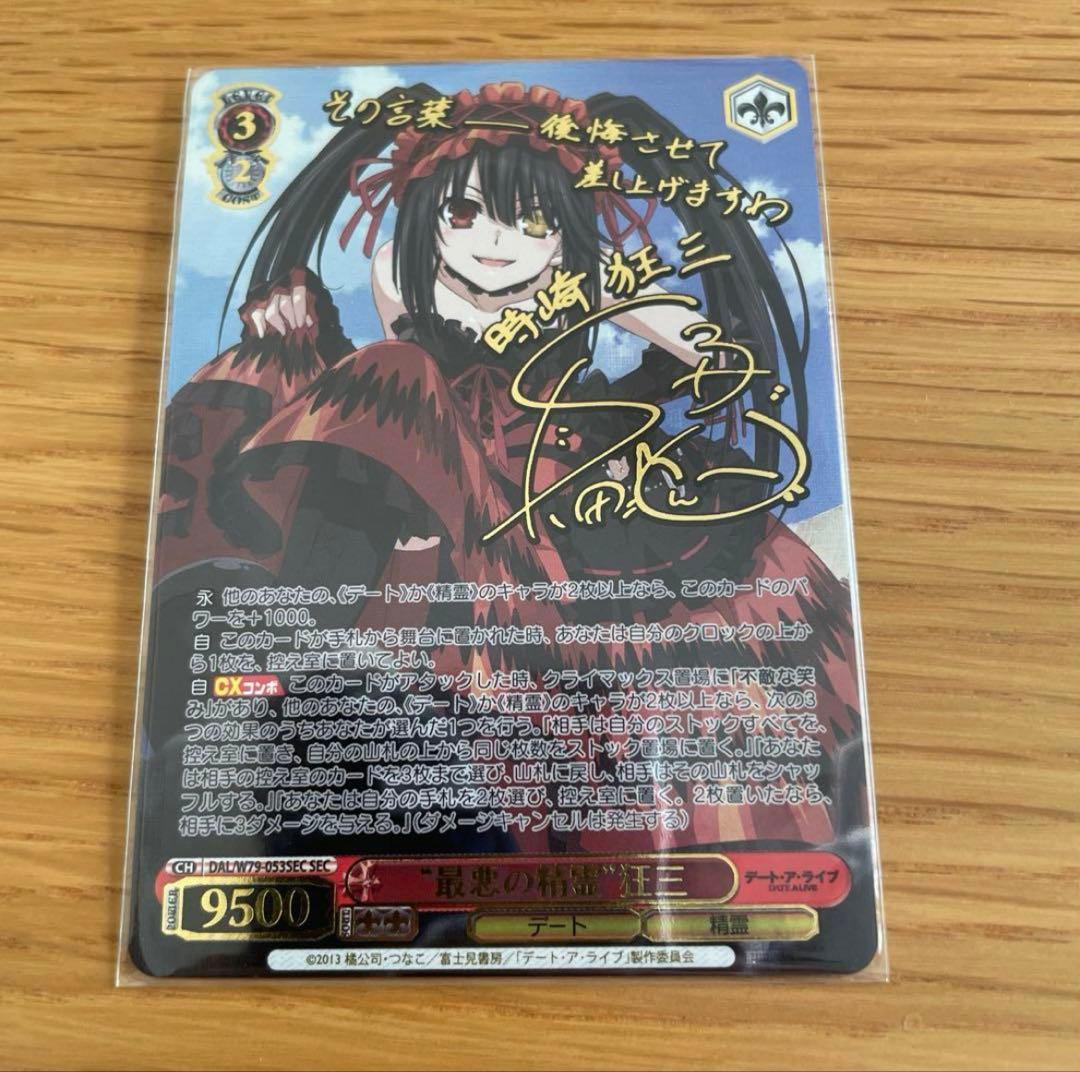 3
2
その言葉――後悔させて
差し上げますわ
時崎狂三
永 他のあなたの、《デート》か《精霊》のキャラが2枚以上なら、このカードのパ
ワーを+1000。
自 このカードが手札から舞台に置かれた時、あなたは自分のクロックの上か
ら1枚を、控え室に置いてよい。
自 CXコンボ このカードがアタックした時、クライマックス置場に「不敵な笑
み」があり、他のあなたの、《デート》か《精霊》のキャラが2枚以上なら、次の3
つの効果のうちあなたが選んだ1つを行う。「相手は自分のストックすべてを、
控え室に置き、自分の山札の上から同じ枚数をストック置場に置く。」「あなた
は相手の控え室のカードを3枚まで選び、山札に戻し、相手はその山札をシャッ
フルする。」「あなたは自分の手札を2枚選び、控え室に置く。2枚置いたなら、
相手に3ダメージを与える。」(ダメージキャンセルは発生する)
CH DAL/W79-053SEC SEC
"最悪の精霊"狂三
デート・ア・ライブ
DATE A LIVE
POWER 9500
デート 精霊
©2013 橘公司・つなこ/富士見書房/「デート・ア・ライブ」製作委員会